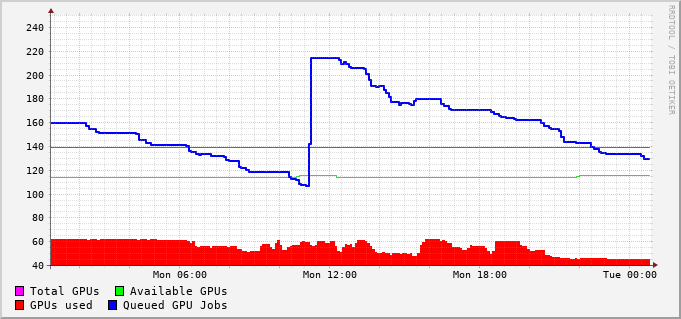 240
220
200
180
160
140
120
100
80
60
40
Mon 06:00 Mon 12:00 Mon 18:00 Tue 00:00
Total GPUs Available GPUs
GPUs used Queued GPU Jobs
RRDTOOL / TOBI OETIKER